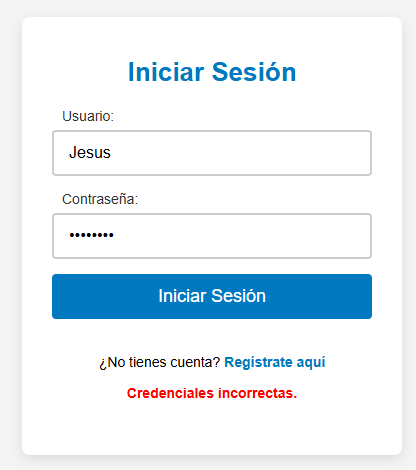 Iniciar Sesión
Usuario:
Jesus
Contraseña:
••••••••
Iniciar Sesión
¿No tienes cuenta? Regístrate aquí
Credenciales incorrectas.